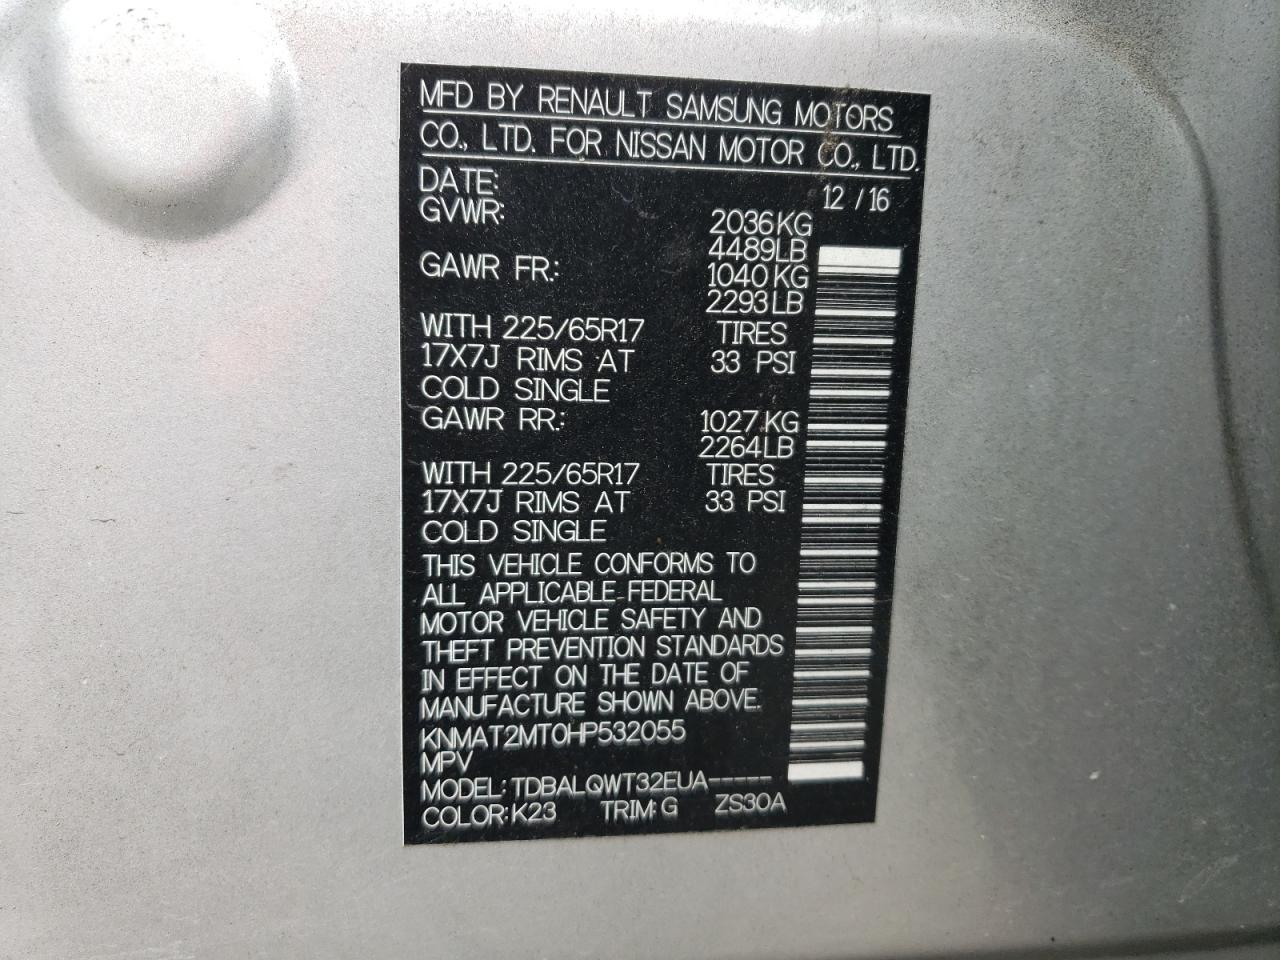 MFD BY RENAULT SAMSUNG MOTORS
CO., LTD. FOR NISSAN MOTOR CO., LTD.
DATE: 12 / 16
GVWR: 2036 KG
4489 LB
GAWR FR.: 1040 KG
2293 LB
WITH 225/65R17 TIRES
17X7J RIMS AT 33 PSI
COLD SINGLE
GAWR RR.: 1027 KG
2264 LB
WITH 225/65R17 TIRES
17X7J RIMS AT 33 PSI
COLD SINGLE
THIS VEHICLE CONFORMS TO
ALL APPLICABLE FEDERAL
MOTOR VEHICLE SAFETY AND
THEFT PREVENTION STANDARDS
IN EFFECT ON THE DATE OF
MANUFACTURE SHOWN ABOVE.
KNMAT2MT0HP532055
MPV
MODEL: TDBALQWT32EUA-----
COLOR: K23 TRIM: G ZS30A